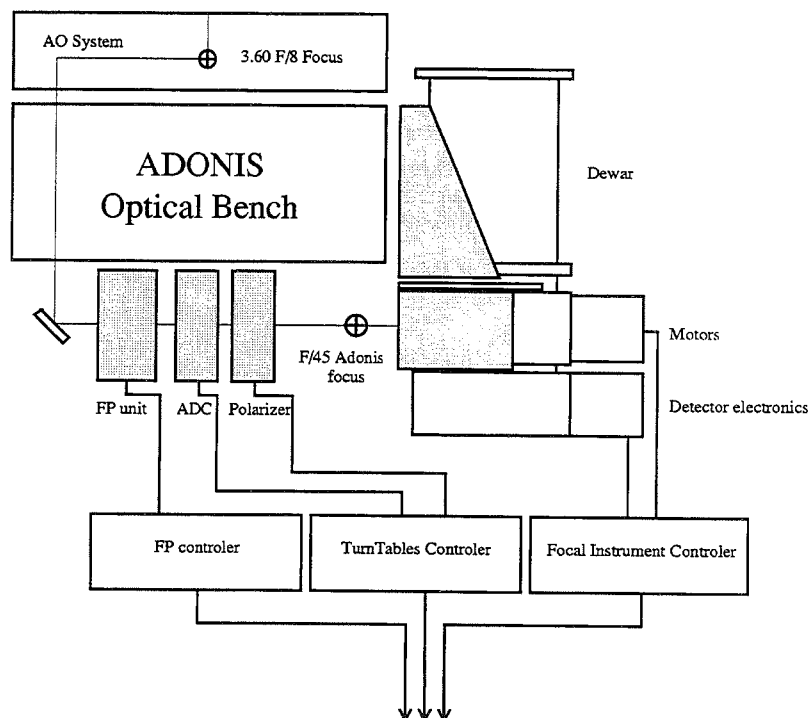 AO System
3.60 F/8 Focus
ADONIS
Optical Bench
Dewar
F/45 Adonis
focus
Motors
FP unit
ADC
Polarizer
Detector electronics
FP controler
TurnTables Controler
Focal Instrument Controler